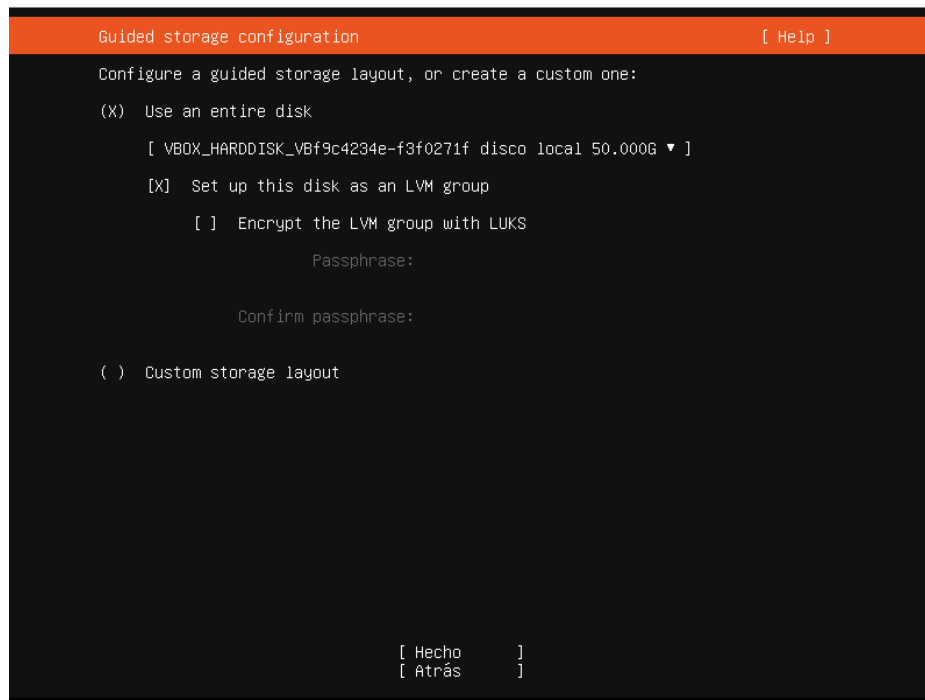 Guided storage configuration [ Help ]
Configure a guided storage layout, or create a custom one:
(X) Use an entire disk
[ VBOX_HARDDISK_VBf9c4234e-f3f0271f disco local 50.000G ▾ ]
[X] Set up this disk as an LVM group
[ ] Encrypt the LVM group with LUKS
Passphrase:
Confirm passphrase:
( ) Custom storage layout
[ Hecho ]
[ Atrás ]